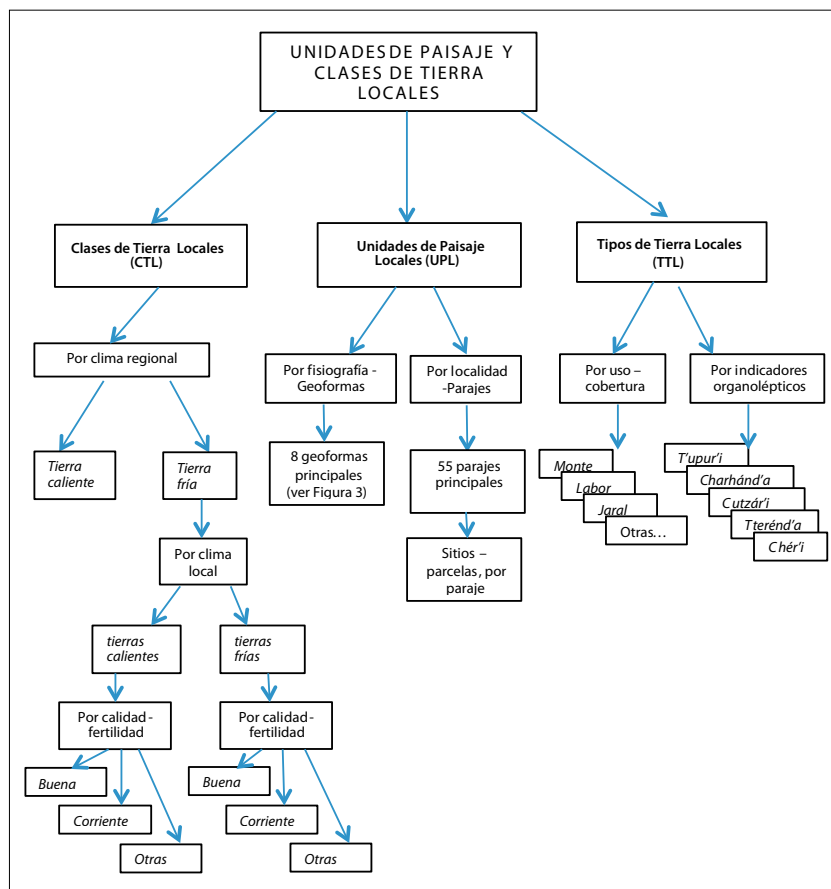 UNIDADES DE PAISAJE Y
CLASES DE TIERRA
LOCALES
Clases de Tierra Locales
(CTL)
Unidades de Paisaje
Locales (UPL)
Tipos de Tierra Locales
(TTL)
Por clima regional
Por fisiografía -
Geoformas
Por localidad
-Parajes
Por uso –
cobertura
Por indicadores
organolépticos
Tierra
caliente
Tierra
fría
8 geoformas
principales
(ver Figura 3)
55 parajes
principales
Monte
Labor
Jaral
Otras...
T'upur'i
Charhánd'a
Cutzár'i
Tterénd'a
Chér'i
Por clima
local
Sitios –
parcelas, por
paraje
tierras
calientes
tierras
frías
Por calidad -
fertilidad
Por calidad -
fertilidad
Buena
Corriente
Otras
Buena
Corriente
Otras